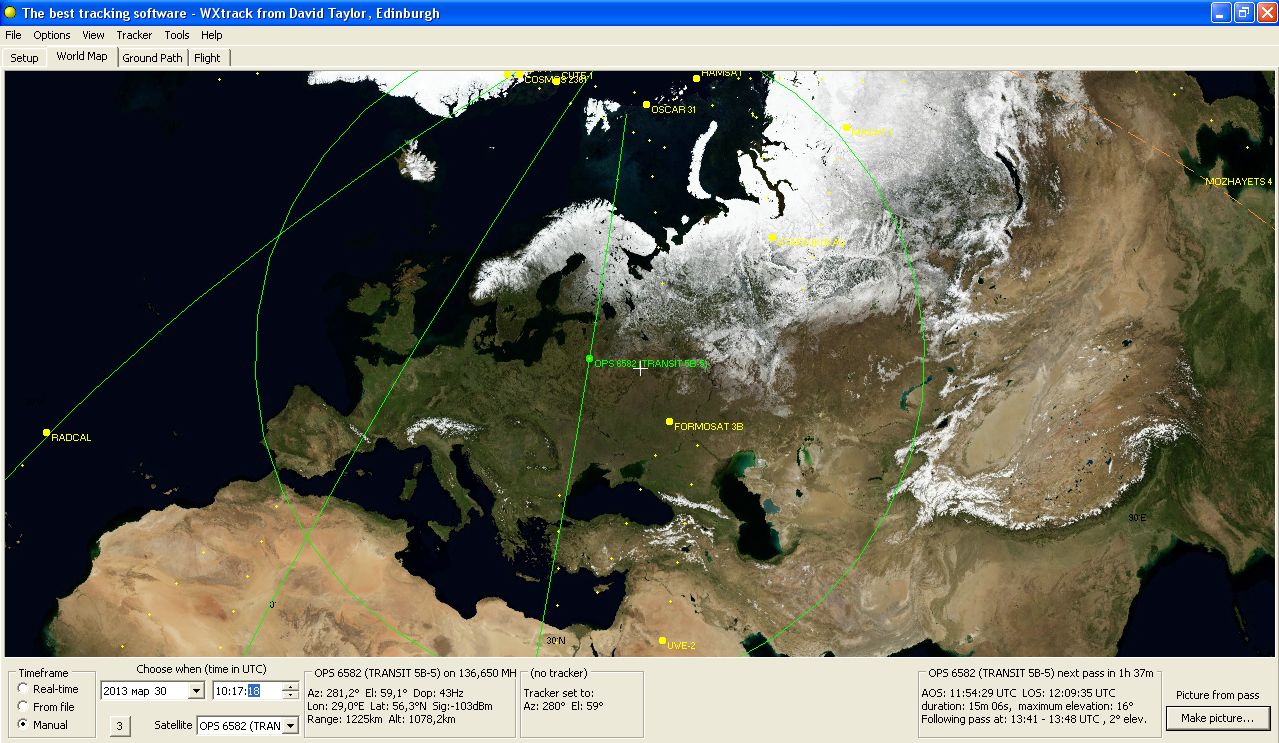 The best tracking software - WXtrack from David Taylor, Edinburgh
File Options View Tracker Tools Help
Setup World Map Ground Path Flight
COSMOS 2361
CUTE-1
HAMSAT
OSCAR 31
MOZHAYETS 4
OPS 6582 (TRANSIT 5B-5)
RADCAL
FORMOSAT 3B
90°E
0°
30°N
UWE-2
Timeframe
Real-time
From file
Manual
Choose when (time in UTC)
2013 мар 30
10:17:18
3
Satellite
OPS 6582 (TRAN
OPS 6582 (TRANSIT 5B-5) on 136,650 MH
Az: 281,2° El: 59,1° Dop: 43Hz
Lon: 29,0°E Lat: 56,3°N Sig:-103dBm
Range: 1225km Alt: 1078,2km
(no tracker)
Tracker set to:
Az: 280° El: 59°
OPS 6582 (TRANSIT 5B-5) next pass in 1h 37m
AOS: 11:54:29 UTC LOS: 12:09:35 UTC
duration: 15m 06s, maximum elevation: 16°
Following pass at: 13:41 - 13:48 UTC , 2° elev.
Picture from pass
Make picture...